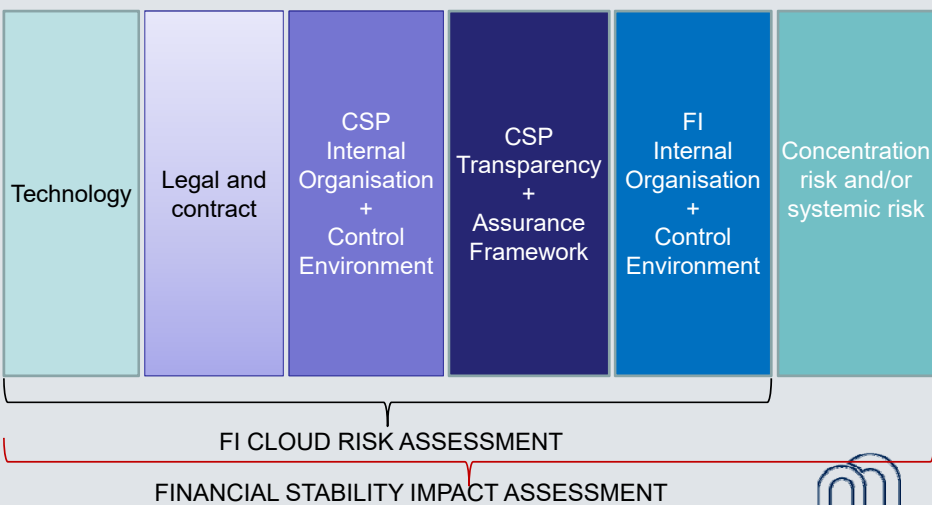 Technology
Legal and
contract
CSP
Internal
Organisation
+
Control
Environment
CSP
Transparency
+
Assurance
Framework
FI
Internal
Organisation
+
Control
Environment
Concentration
risk and/or
systemic risk
FI CLOUD RISK ASSESSMENT
FINANCIAL STABILITY IMPACT ASSESSMENT